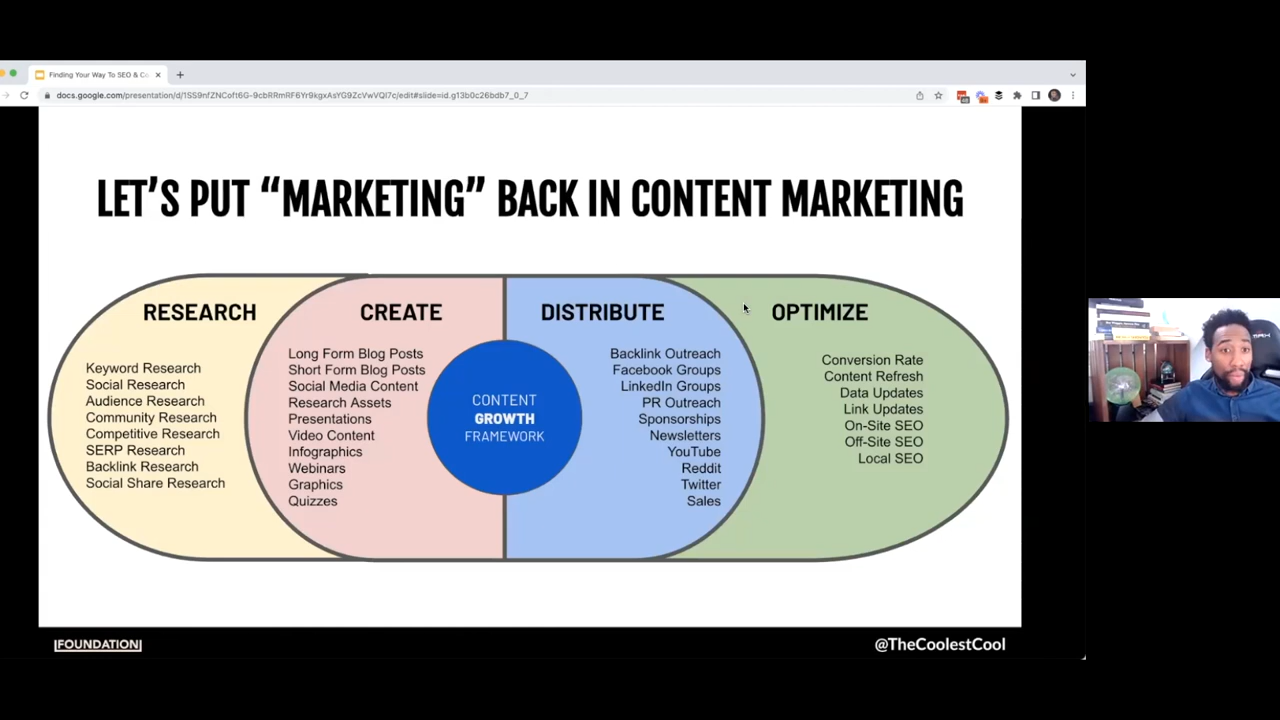 Finding Your Way To SEO & Co
docs.google.com/presentation/d/1SS9nfZNCoft6G-9cbRRmRF6Yr9kgxAsYG9ZcVwVQl7c/edit#slide=id.g13b0c26bdb7_0_7
LET’S PUT “MARKETING” BACK IN CONTENT MARKETING
RESEARCH
Keyword Research
Social Research
Audience Research
Community Research
Competitive Research
SERP Research
Backlink Research
Social Share Research
CREATE
Long Form Blog Posts
Short Form Blog Posts
Social Media Content
Research Assets
Presentations
Video Content
Infographics
Webinars
Graphics
Quizzes
CONTENT
GROWTH
FRAMEWORK
DISTRIBUTE
Backlink Outreach
Facebook Groups
LinkedIn Groups
PR Outreach
Sponsorships
Newsletters
YouTube
Reddit
Twitter
Sales
OPTIMIZE
Conversion Rate
Content Refresh
Data Updates
Link Updates
On-Site SEO
Off-Site SEO
Local SEO
|FOUNDATION|
@TheCoolestCool